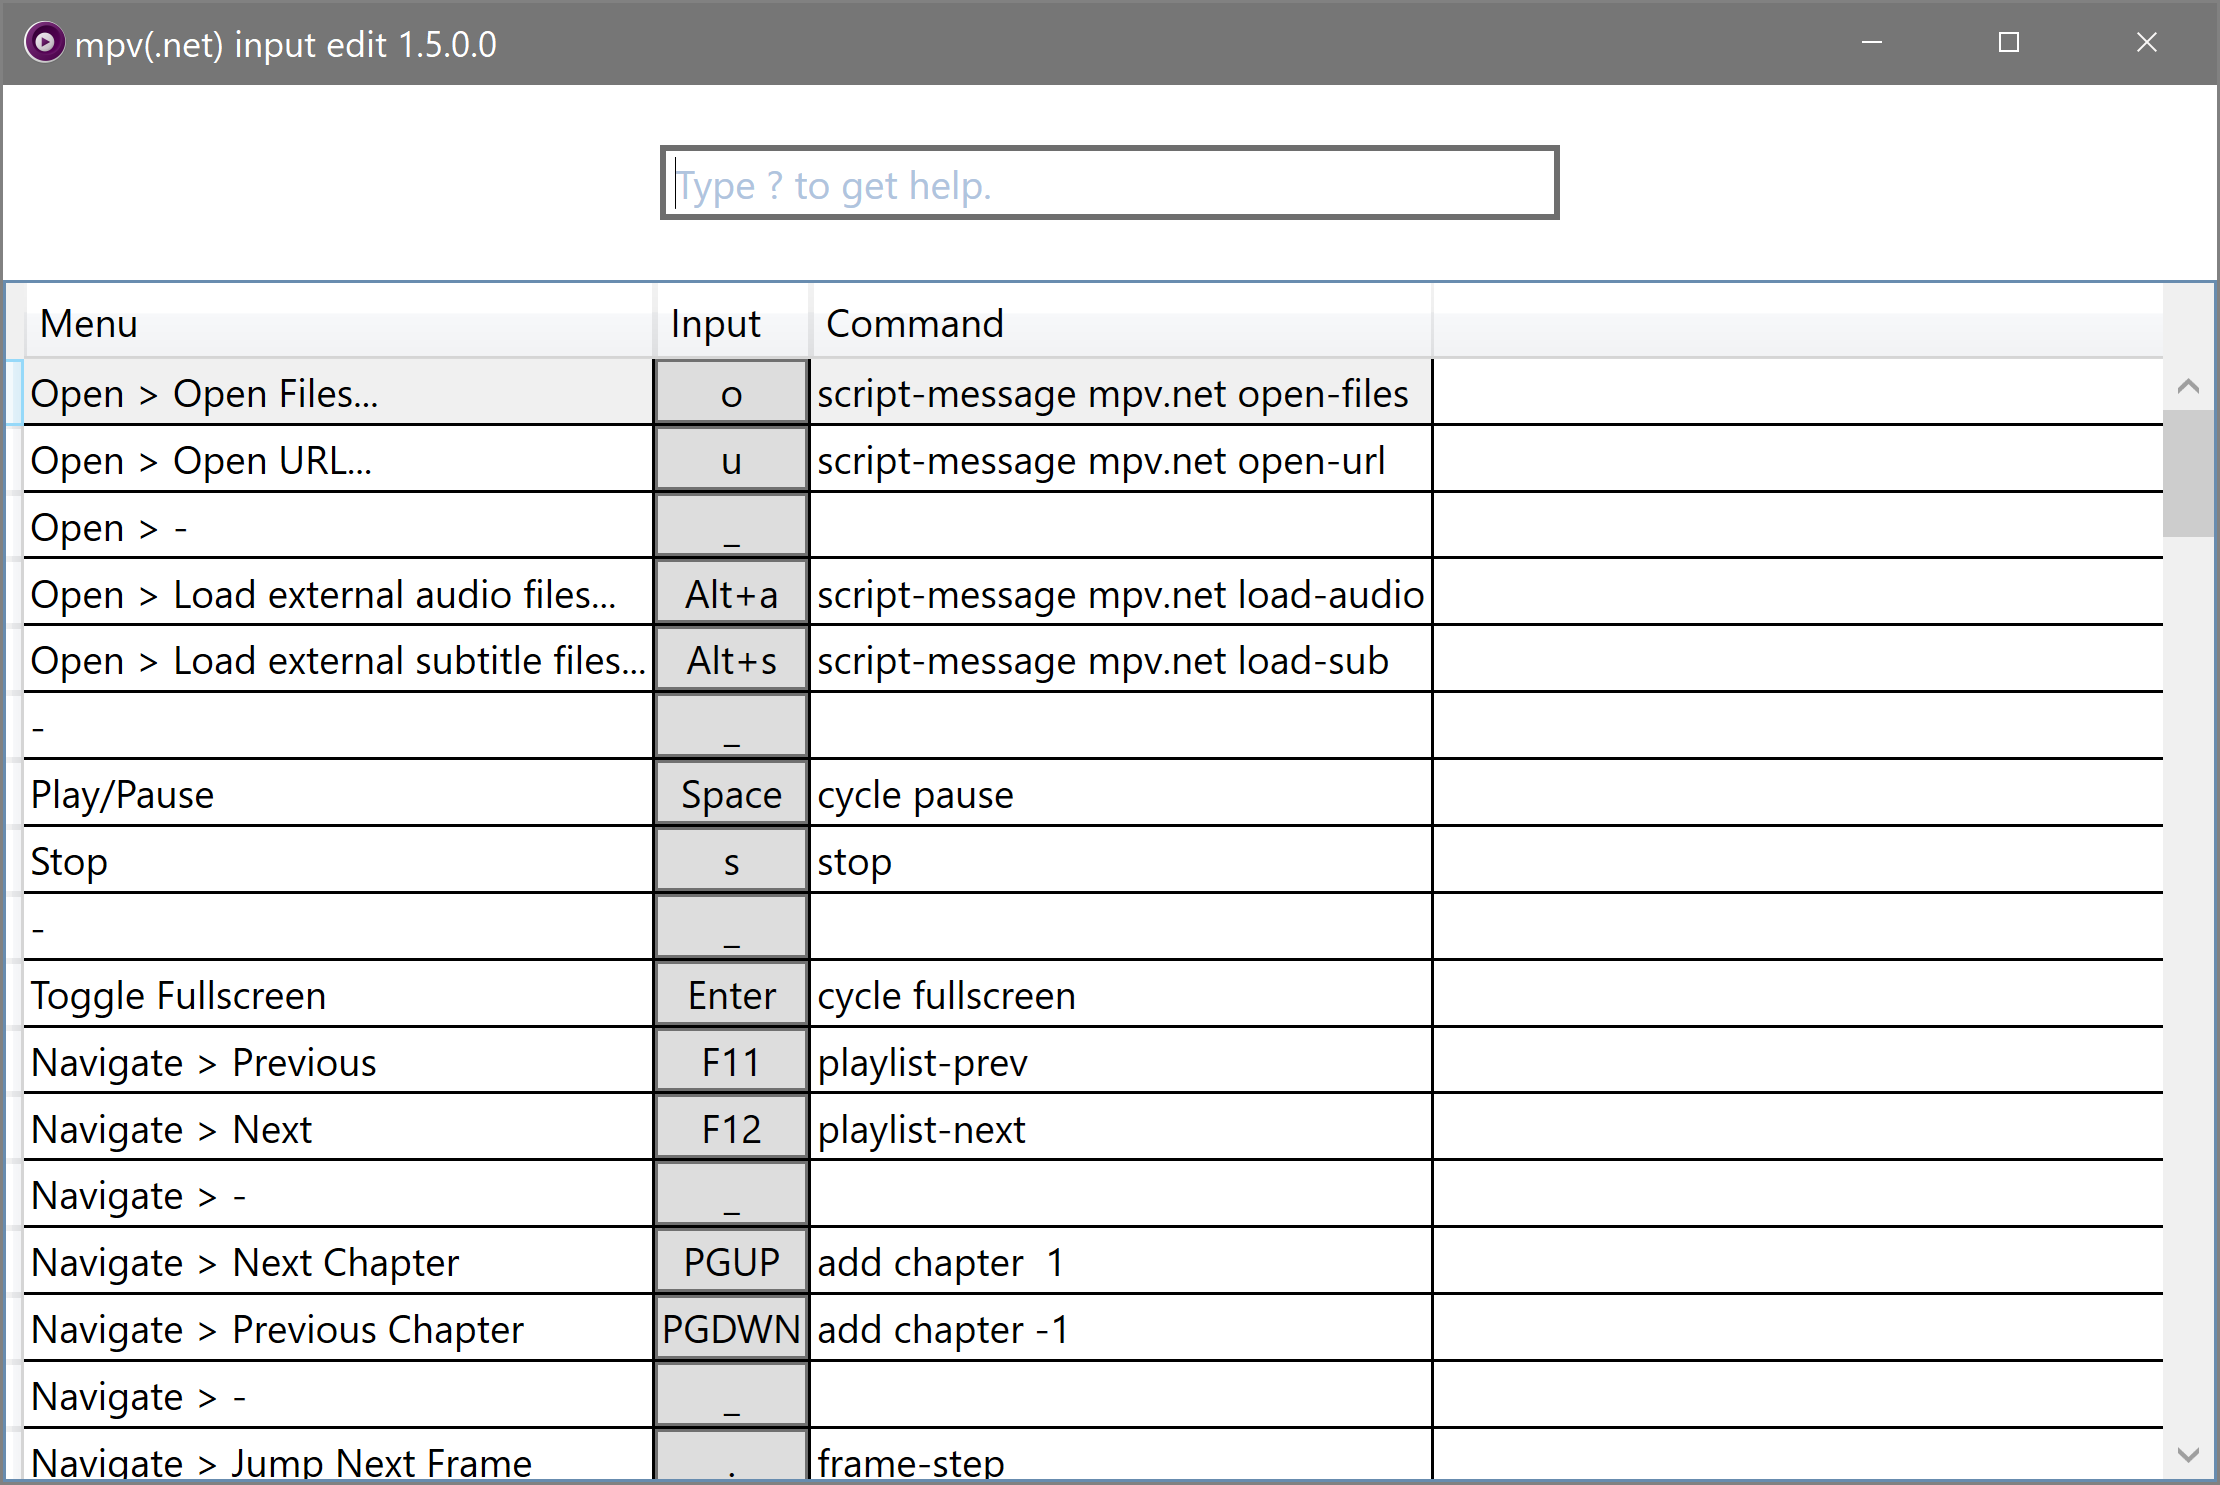 mpv(.net) input edit 1.5.0.0
Type ? to get help.
Menu Input Command
Open > Open Files... o script-message mpv.net open-files
Open > Open URL... u script-message mpv.net open-url
Open > - _
Open > Load external audio files... Alt+a script-message mpv.net load-audio
Open > Load external subtitle files... Alt+s script-message mpv.net load-sub
- _
Play/Pause Space cycle pause
Stop s stop
- _
Toggle Fullscreen Enter cycle fullscreen
Navigate > Previous F11 playlist-prev
Navigate > Next F12 playlist-next
Navigate > - _
Navigate > Next Chapter PGUP add chapter  1
Navigate > Previous Chapter PGDWN add chapter -1
Navigate > - _
Navigate > Jump Next Frame . frame-step